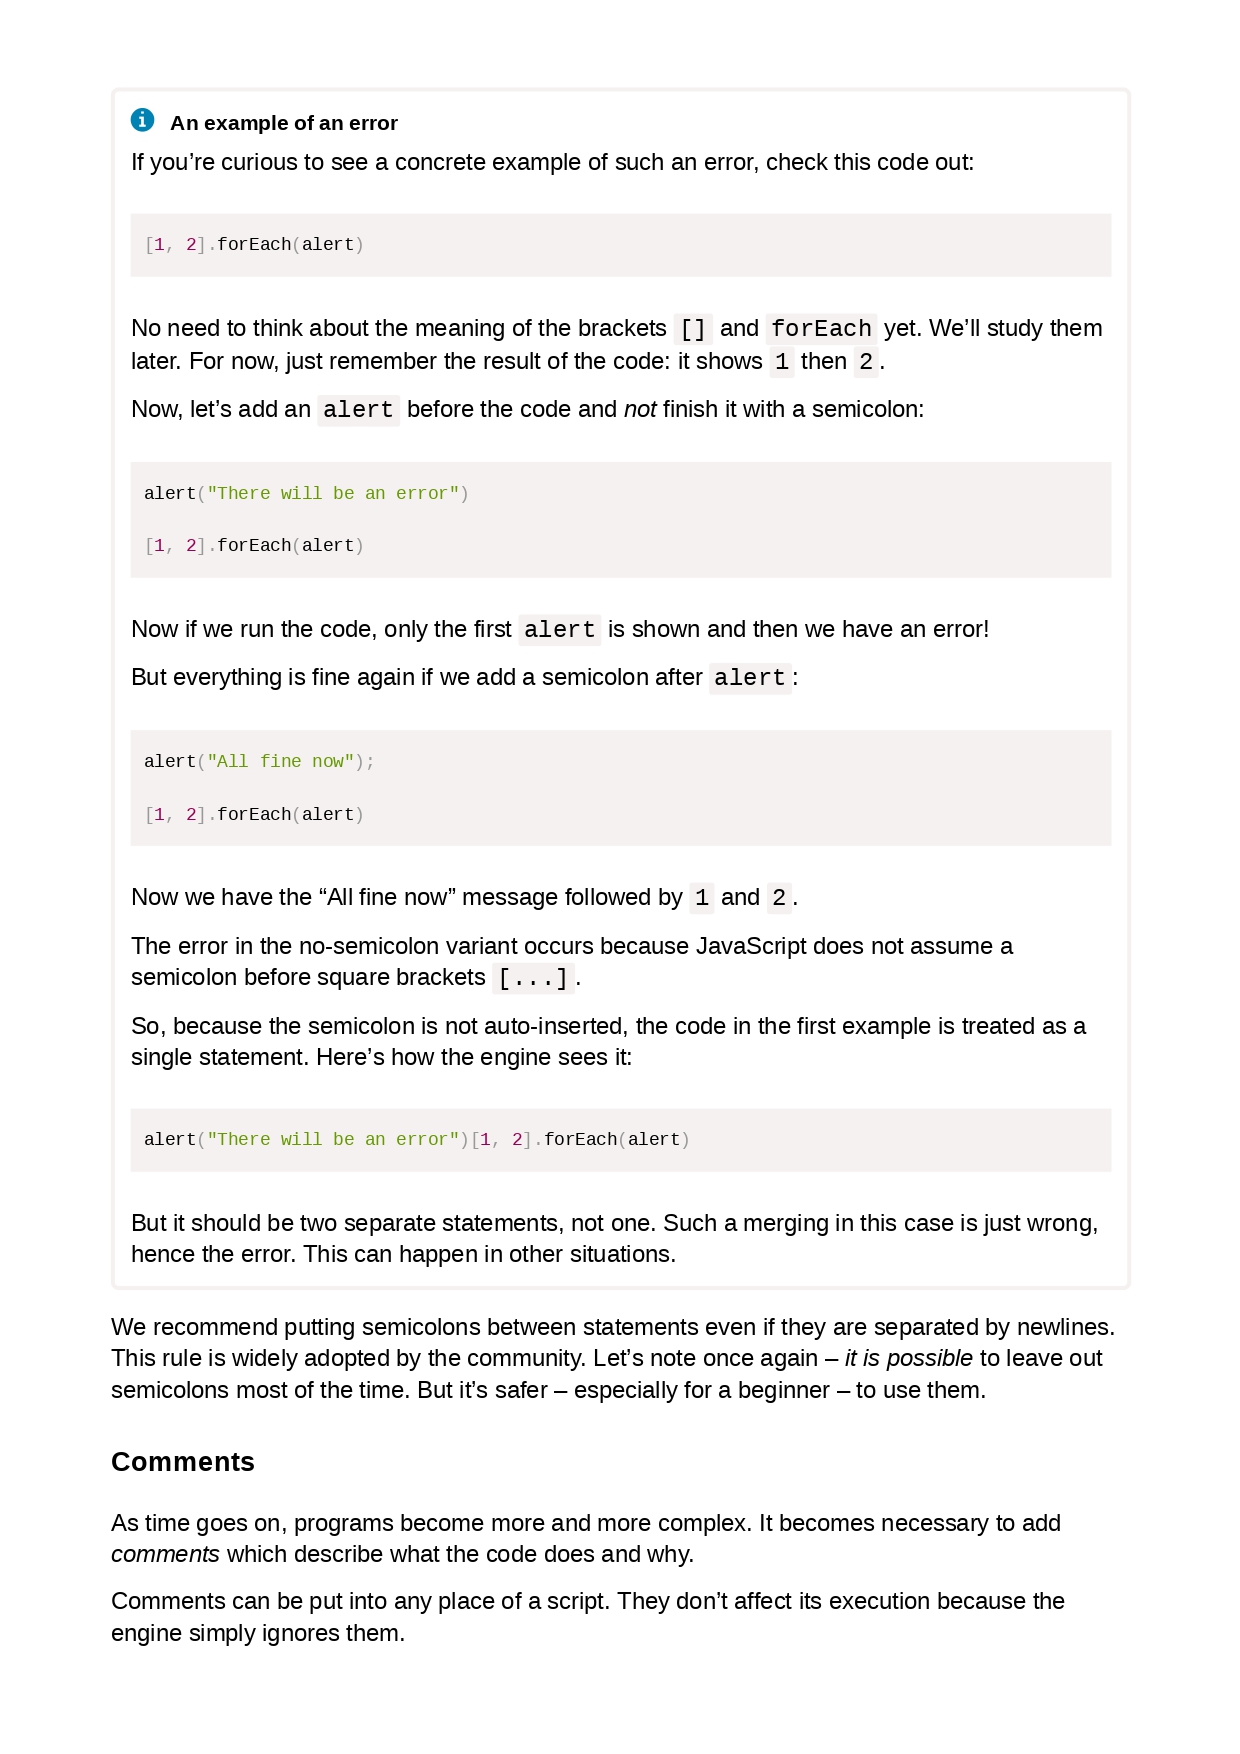 An example of an error
If you’re curious to see a concrete example of such an error, check this code out:
[1, 2].forEach(alert)
No need to think about the meaning of the brackets [] and forEach yet. We’ll study them
later. For now, just remember the result of the code: it shows 1 then 2.
Now, let’s add an alert before the code and not finish it with a semicolon:
alert("There will be an error")
[1, 2].forEach(alert)
Now if we run the code, only the first alert is shown and then we have an error!
But everything is fine again if we add a semicolon after alert:
alert("All fine now");
[1, 2].forEach(alert)
Now we have the “All fine now” message followed by 1 and 2.
The error in the no-semicolon variant occurs because JavaScript does not assume a
semicolon before square brackets [...].
So, because the semicolon is not auto-inserted, the code in the first example is treated as a
single statement. Here’s how the engine sees it:
alert("There will be an error")[1, 2].forEach(alert)
But it should be two separate statements, not one. Such a merging in this case is just wrong,
hence the error. This can happen in other situations.
We recommend putting semicolons between statements even if they are separated by newlines.
This rule is widely adopted by the community. Let’s note once again – it is possible to leave out
semicolons most of the time. But it’s safer – especially for a beginner – to use them.
Comments
As time goes on, programs become more and more complex. It becomes necessary to add
comments which describe what the code does and why.
Comments can be put into any place of a script. They don’t affect its execution because the
engine simply ignores them.